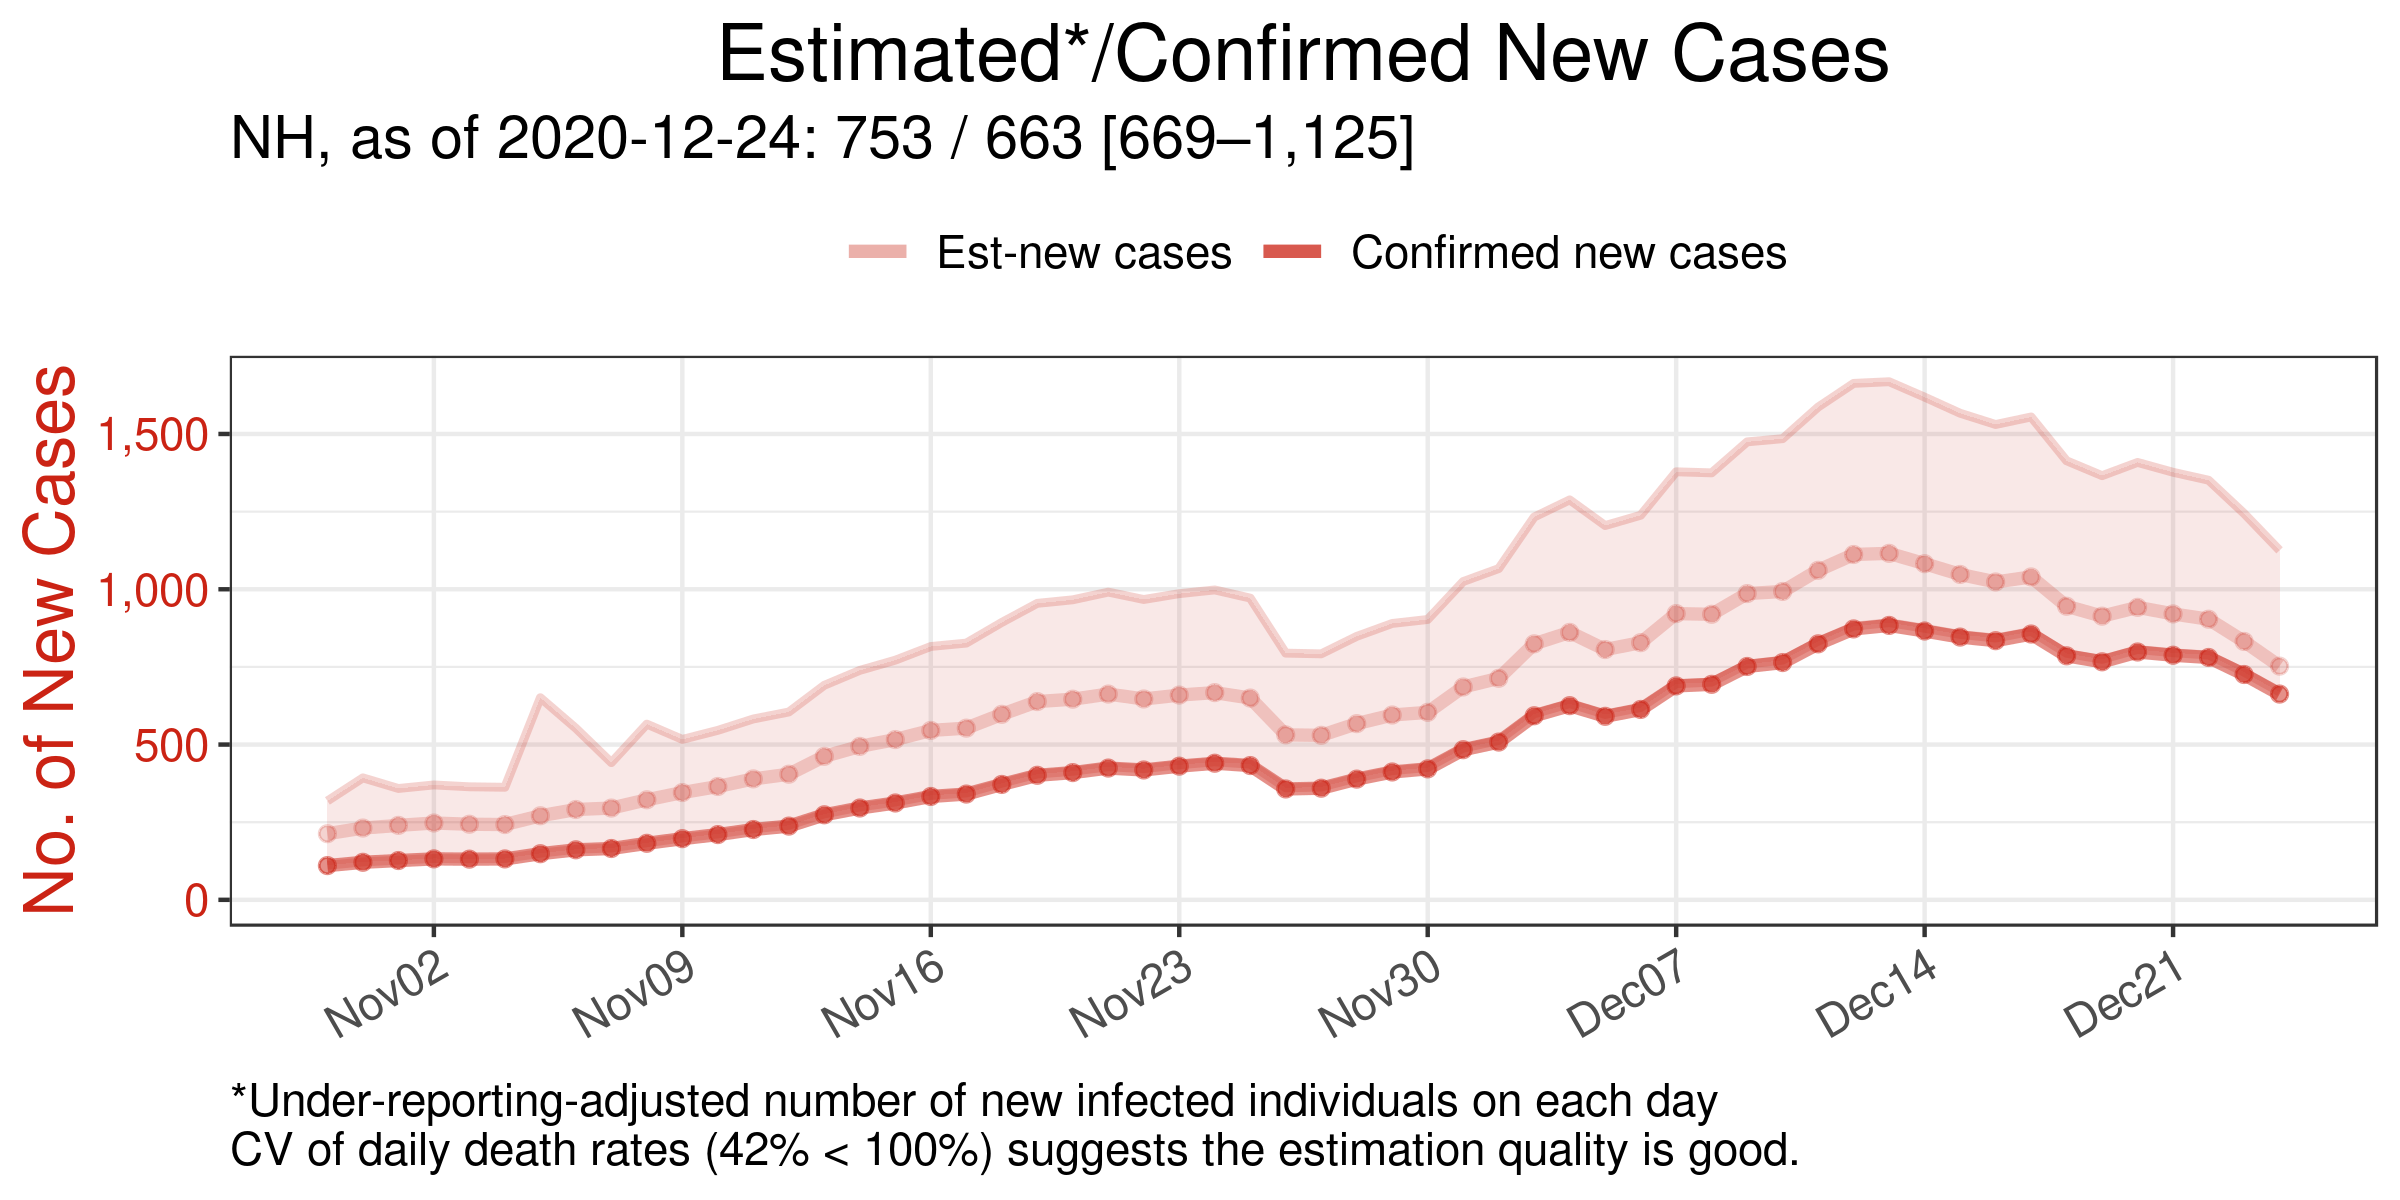 Estimated*/Confirmed New Cases
NH, as of 2020-12-24: 753 / 663 [669–1,125]
Est-new cases
Confirmed new cases
No. of New Cases
1,500
1,000
500
0
Nov02
Nov09
Nov16
Nov23
Nov30
Dec07
Dec14
Dec21
*Under-reporting-adjusted number of new infected individuals on each day
CV of daily death rates (42% < 100%) suggests the estimation quality is good.